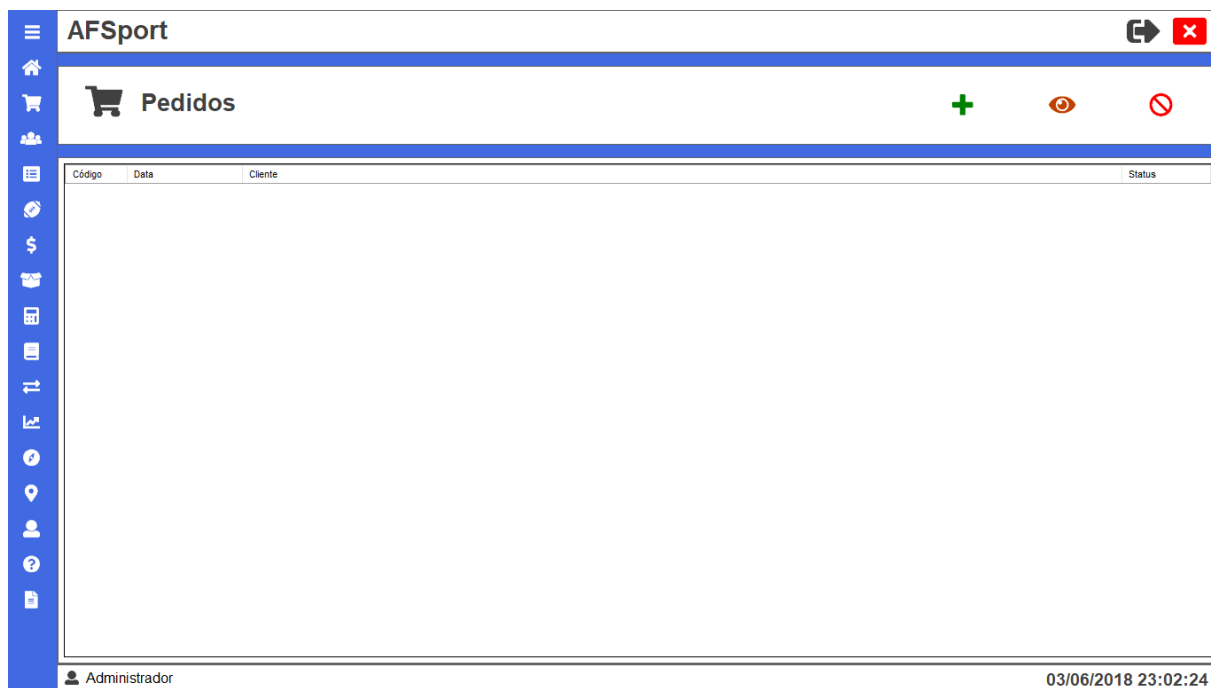 AFSport
Pedidos
Código Data Cliente Status
Administrador 03/06/2018 23:02:24